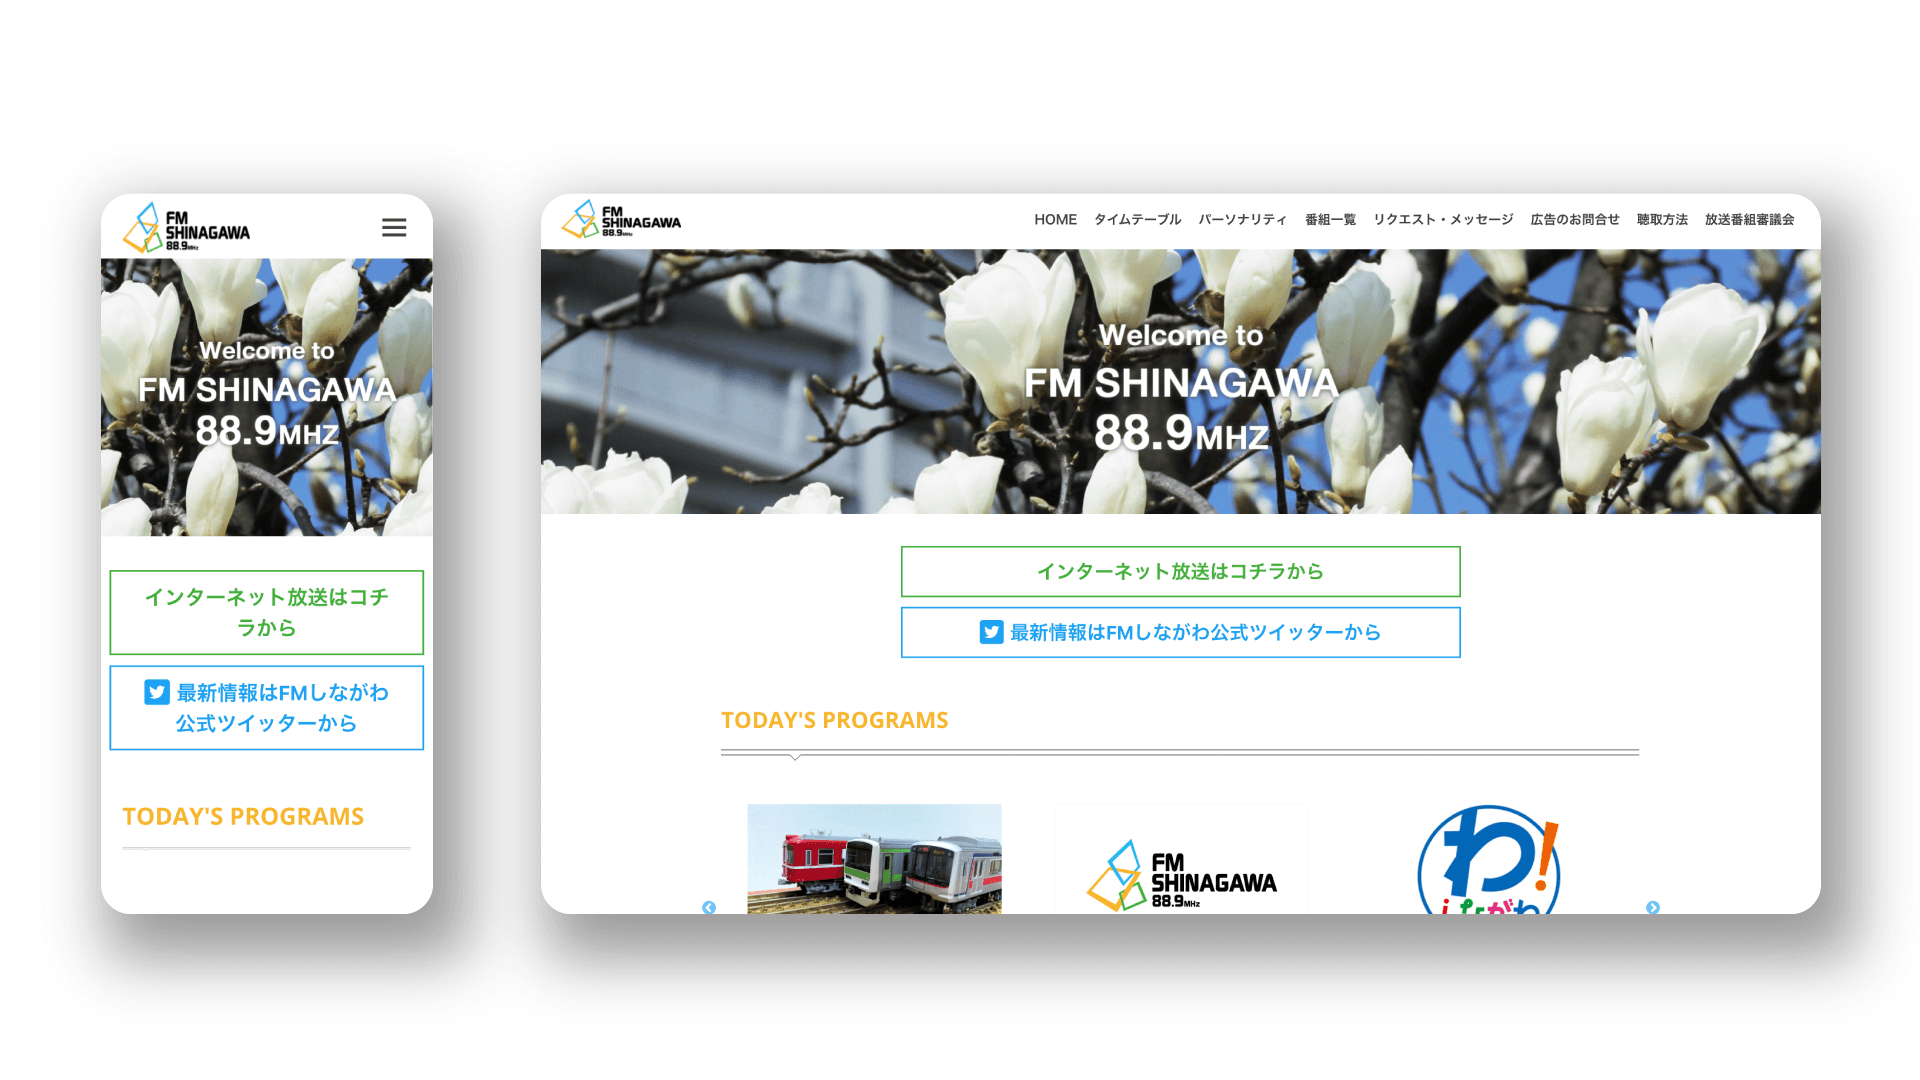 FM
SHINAGAWA
88.9MHz
Welcome to
FM SHINAGAWA
88.9MHZ
インターネット放送はコチ
ラから
最新情報はFMしながわ
公式ツイッターから
TODAY'S PROGRAMS
FM
SHINAGAWA
88.9MHz
HOME タイムテーブル パーソナリティ 番組一覧 リクエスト・メッセージ 広告のお問合せ 聴取方法 放送番組審議会
Welcome to
FM SHINAGAWA
88.9MHZ
インターネット放送はコチラから
最新情報はFMしながわ公式ツイッターから
TODAY'S PROGRAMS
FM
SHINAGAWA
88.9MHz
わ!
しながわ